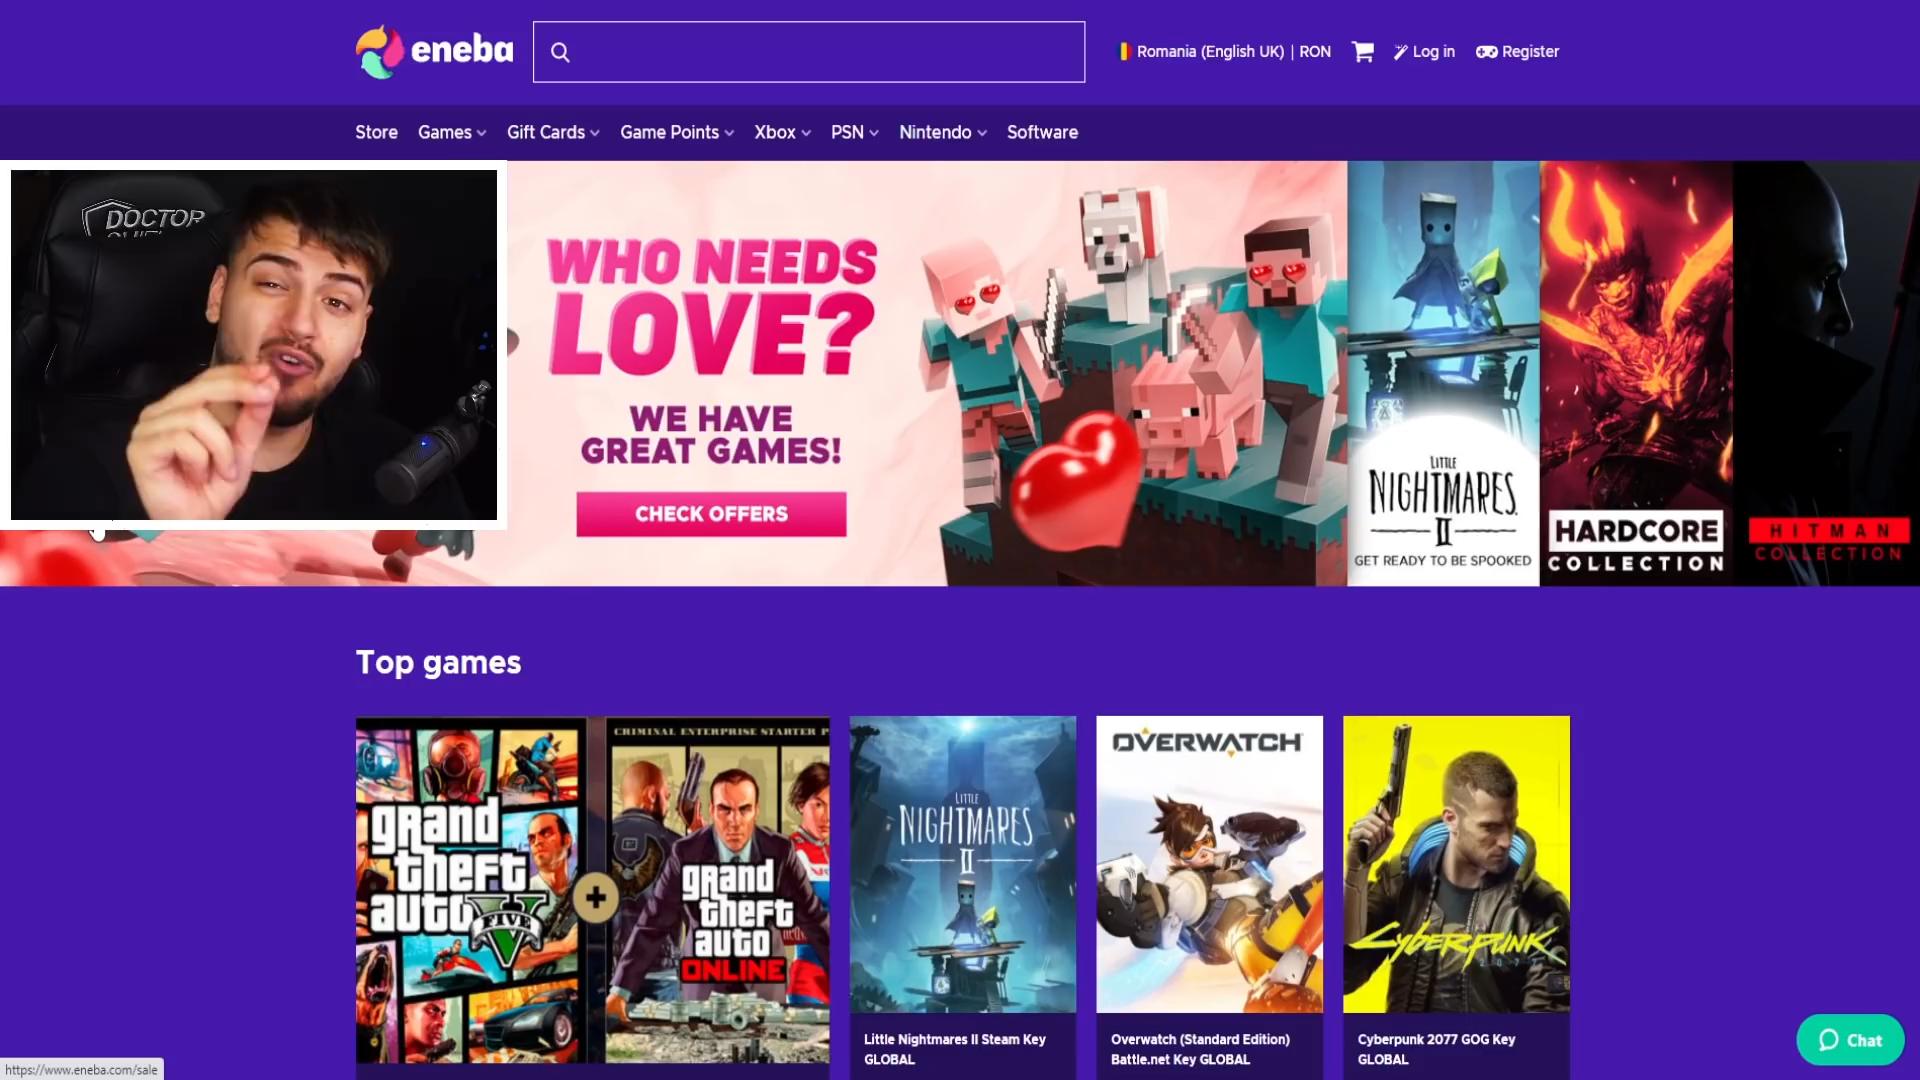 eneba
Romania (English UK) | RON
Log in
Register
Store
Games
Gift Cards
Game Points
Xbox
PSN
Nintendo
Software
DOCTOR
WHO NEEDS
LOVE?
WE HAVE
GREAT GAMES!
CHECK OFFERS
LITTLE
NIGHTMARES
II
GET READY TO BE SPOOKED
HARDCORE
COLLECTION
HITMAN
COLLECTION
Top games
grand
theft
auto
FIVE
V
CRIMINAL ENTERPRISE STARTER P
grand
theft
auto
ONLINE
LITTLE
NIGHTMARES
II
OVERWATCH
Cyberpunk
2077
Little Nightmares II Steam Key
GLOBAL
Overwatch (Standard Edition)
Battle.net Key GLOBAL
Cyberpunk 2077 GOG Key
GLOBAL
Chat
https://www.eneba.com/sale